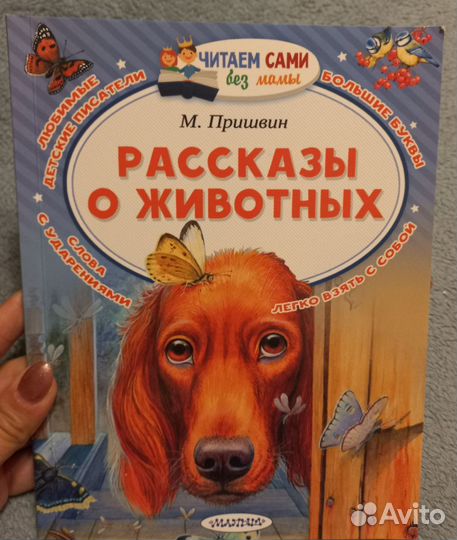 ЧИТАЕМ САМИ
без мамы
ЛЮБИМЫЕ
ДЕТСКИЕ ПИСАТЕЛИ
БОЛЬШИЕ БУКВЫ
М. Пришвин
РАССКАЗЫ
О ЖИВОТНЫХ
СЛОВА
С УДАРЕНИЯМИ
ЛЕГКО ВЗЯТЬ С СОБОЙ
МАЛЫШ
Avito